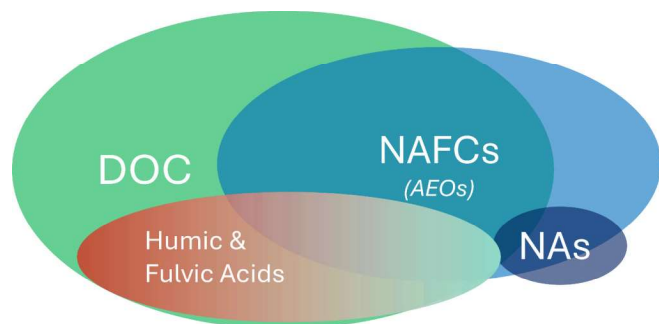 DOC
NAFCs
(AEOs)
Humic &
Fulvic Acids
NAs